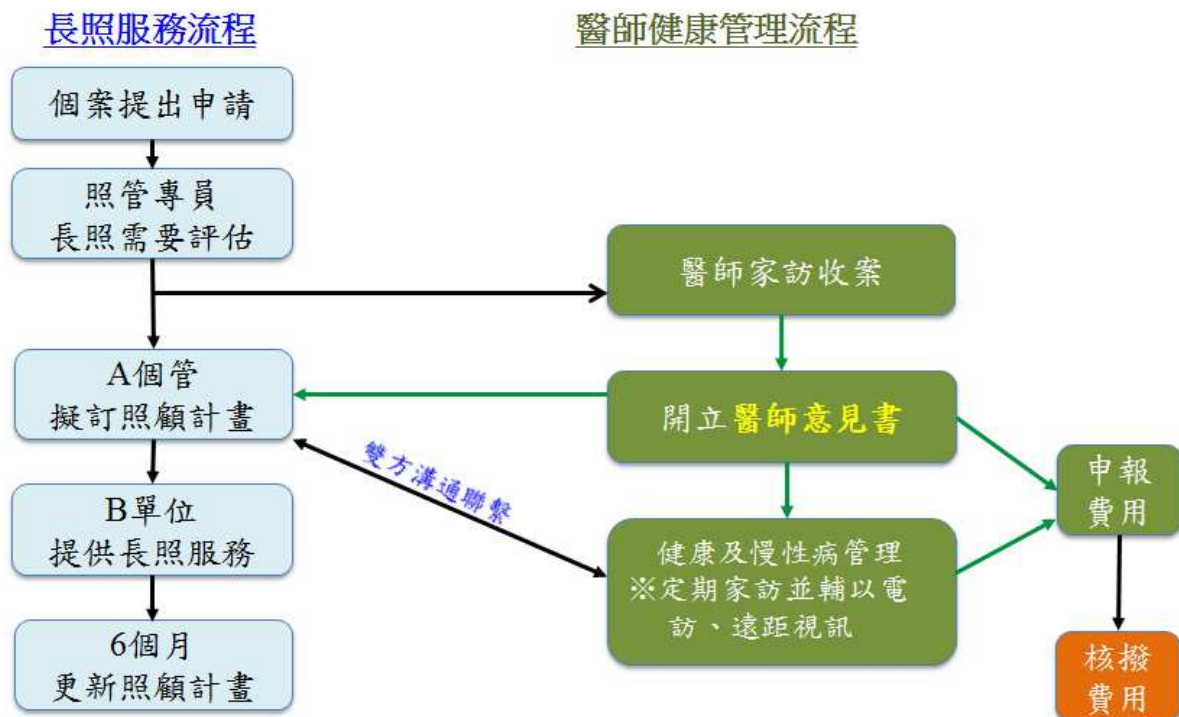 長照服務流程
醫師健康管理流程
個案提出申請
照管專員
長照需要評估
A個管
擬訂照顧計畫
B單位
提供長照服務
6個月
更新照顧計畫
醫師家訪收案
開立醫師意見書
雙方溝通聯繫
健康及慢性病管理
※定期家訪並輔以電
訪、遠距視訊
申報
費用
核撥
費用